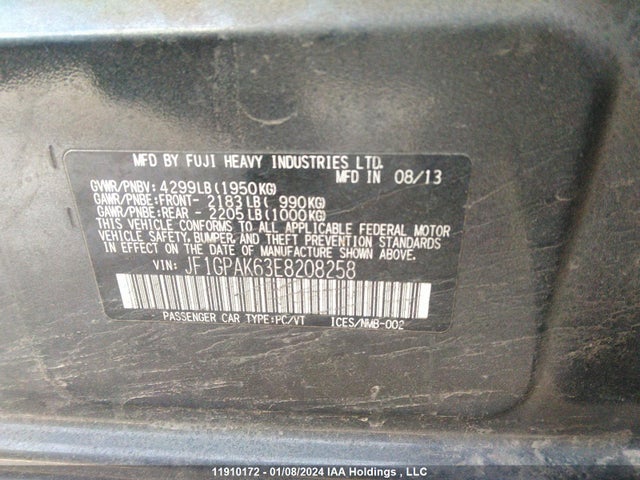 MFD BY FUJI HEAVY INDUSTRIES LTD.
MFD IN 08/13
GVWR/PNBV: 4299LB(1950KG)
GAWR/PNBE:FRONT- 2183LB( 990KG)
GAWR/PNBE:REAR - 2205LB(1000KG)
THIS VEHICLE CONFORMS TO ALL APPLICABLE FEDERAL MOTOR
VEHICLE SAFETY, BUMPER, AND THEFT PREVENTION STANDARDS
IN EFFECT ON THE DATE OF MANUFACTURE SHOWN ABOVE.
VIN: JF1GPAK63E8208258
PASSENGER CAR TYPE:PC/VT ICES/NMB-002
11910172 - 01/08/2024 IAA Holdings , LLC